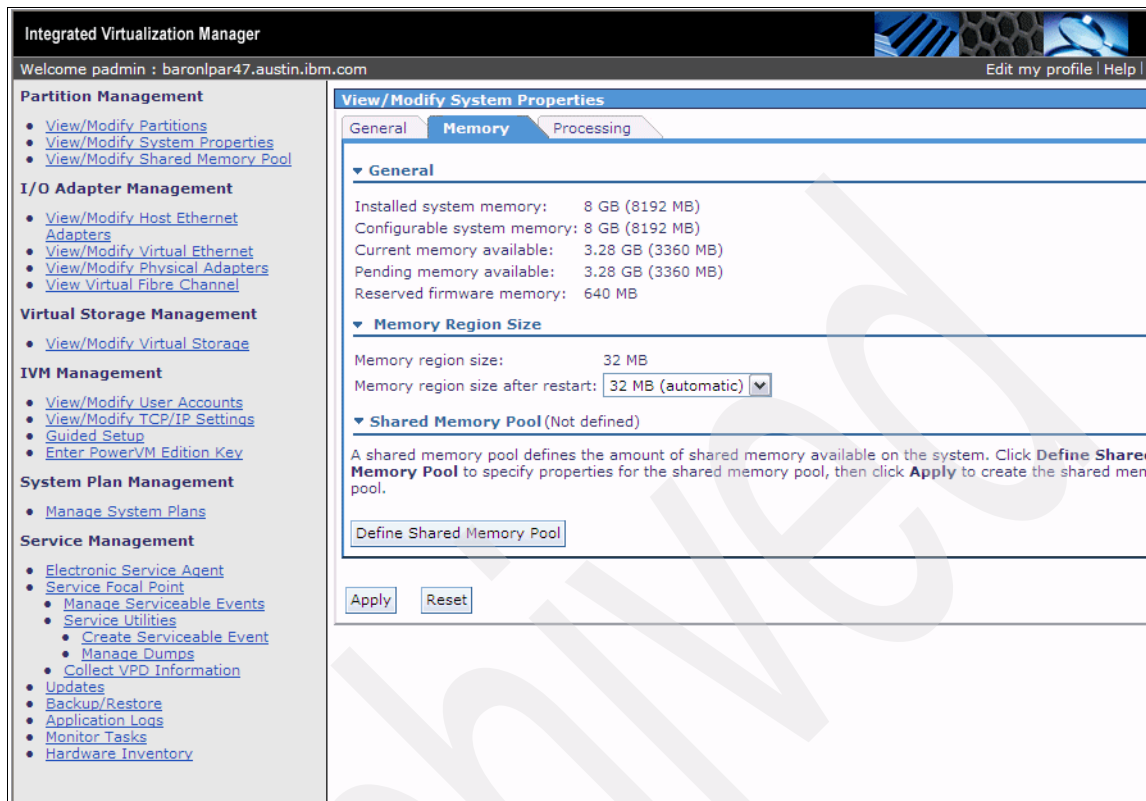 Integrated Virtualization Manager
Welcome padmin : baronlpar47.austin.ibm.com
Edit my profile | Help |
Partition Management
View/Modify Partitions
View/Modify System Properties
View/Modify Shared Memory Pool
I/O Adapter Management
View/Modify Host Ethernet
Adapters
View/Modify Virtual Ethernet
View/Modify Physical Adapters
View Virtual Fibre Channel
Virtual Storage Management
View/Modify Virtual Storage
IVM Management
View/Modify User Accounts
View/Modify TCP/IP Settings
Guided Setup
Enter PowerVM Edition Key
System Plan Management
Manage System Plans
Service Management
Electronic Service Agent
Service Focal Point
Manage Serviceable Events
Service Utilities
Create Serviceable Event
Manage Dumps
Collect VPD Information
Updates
Backup/Restore
Application Logs
Monitor Tasks
Hardware Inventory
View/Modify System Properties
General Memory Processing
General
Installed system memory: 8 GB (8192 MB)
Configurable system memory: 8 GB (8192 MB)
Current memory available: 3.28 GB (3360 MB)
Pending memory available: 3.28 GB (3360 MB)
Reserved firmware memory: 640 MB
Memory Region Size
Memory region size: 32 MB
Memory region size after restart: 32 MB (automatic)
Shared Memory Pool (Not defined)
A shared memory pool defines the amount of shared memory available on the system. Click Define Share
Memory Pool to specify properties for the shared memory pool, then click Apply to create the shared mem
pool.
Define Shared Memory Pool
Apply Reset